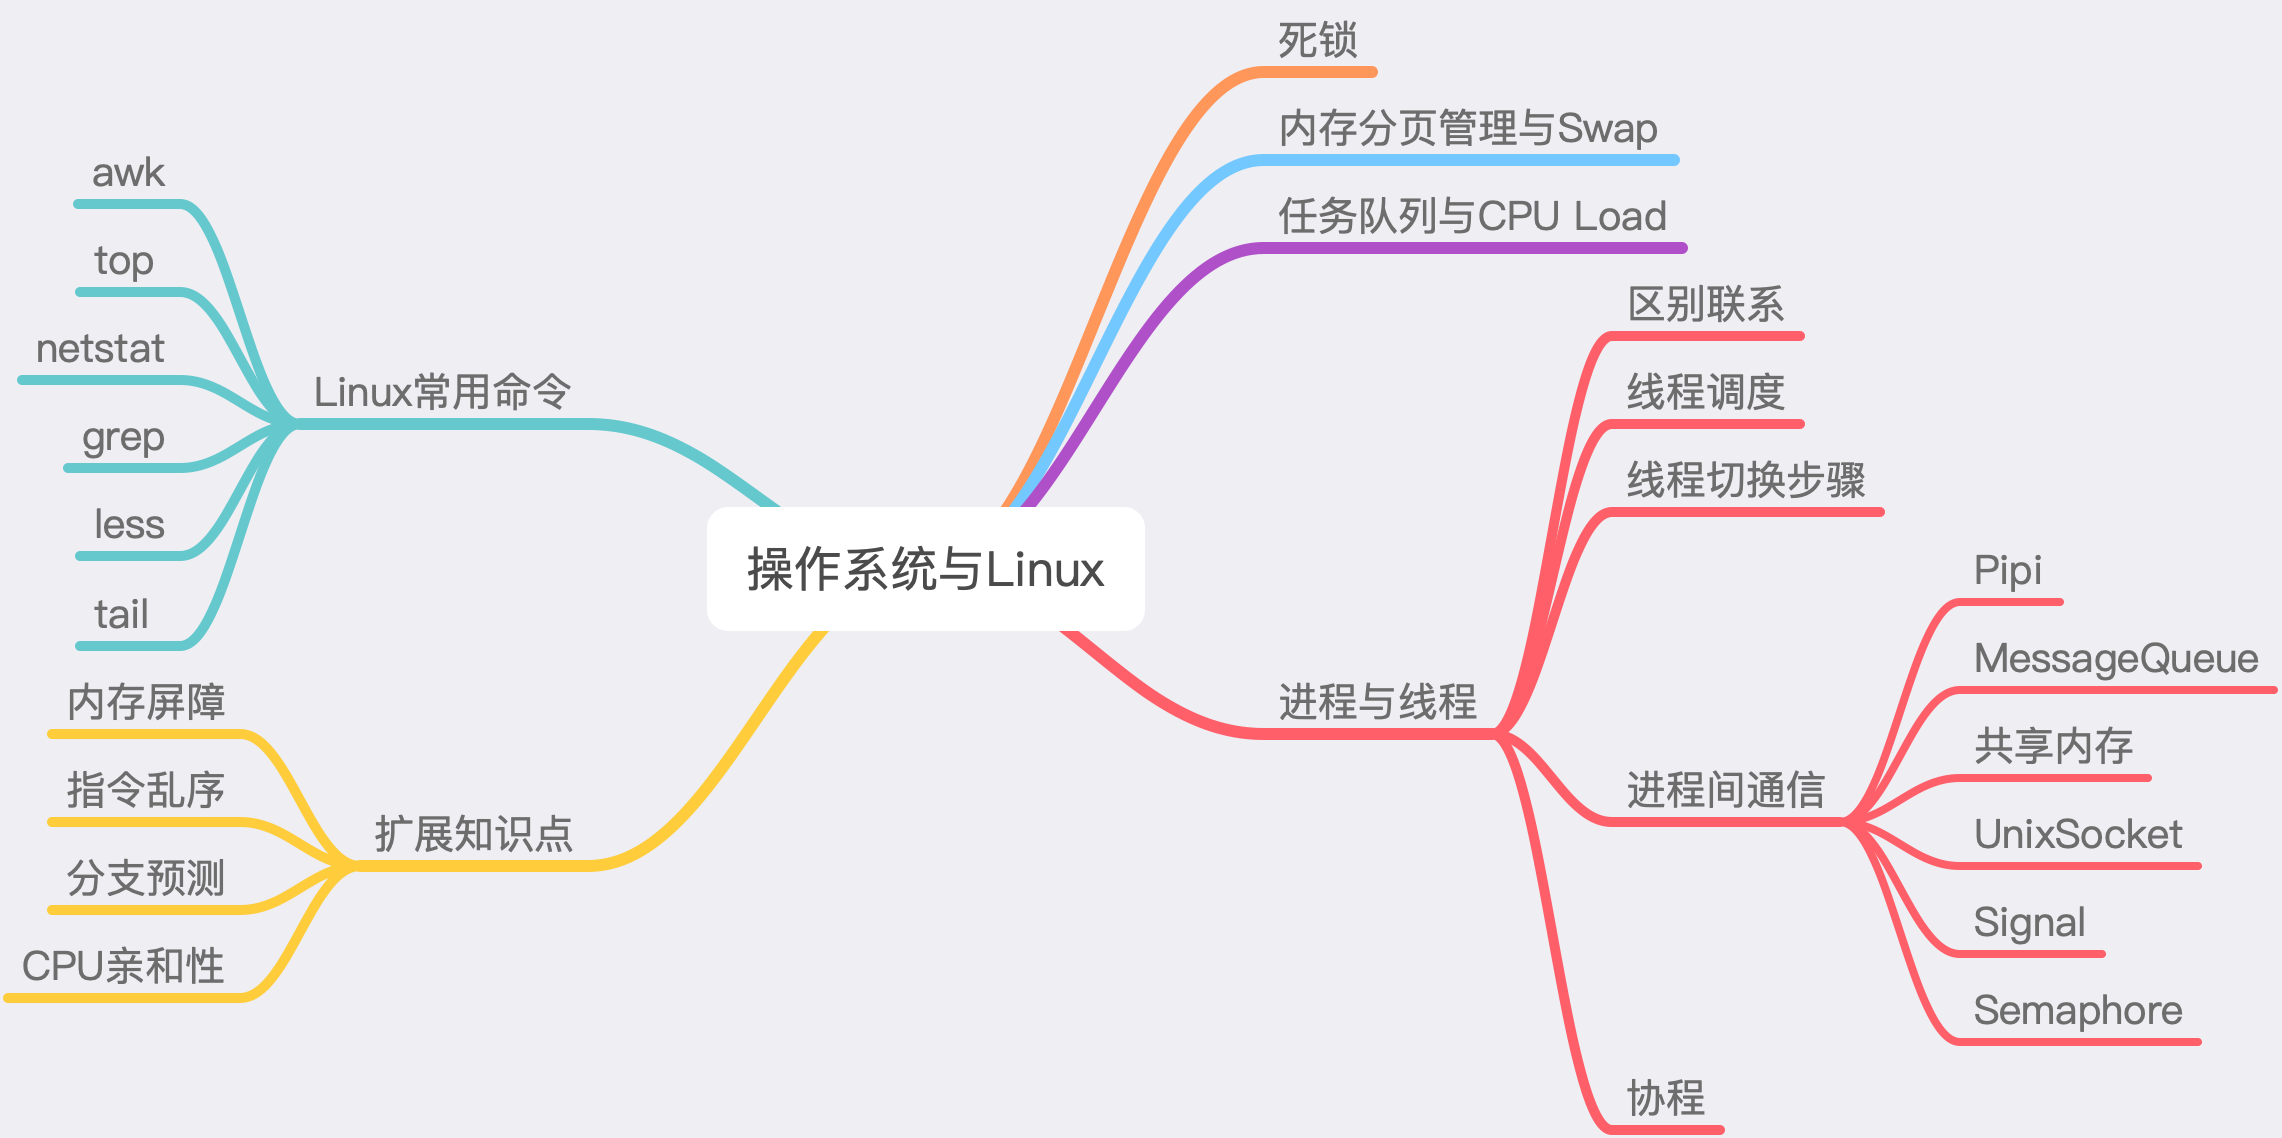 操作系统与Linux
死锁
内存分页管理与Swap
任务队列与CPU Load
进程与线程
区别联系
线程调度
线程切换步骤
进程间通信
Pipi
MessageQueue
共享内存
UnixSocket
Signal
Semaphore
协程
Linux常用命令
awk
top
netstat
grep
less
tail
扩展知识点
内存屏障
指令乱序
分支预测
CPU亲和性